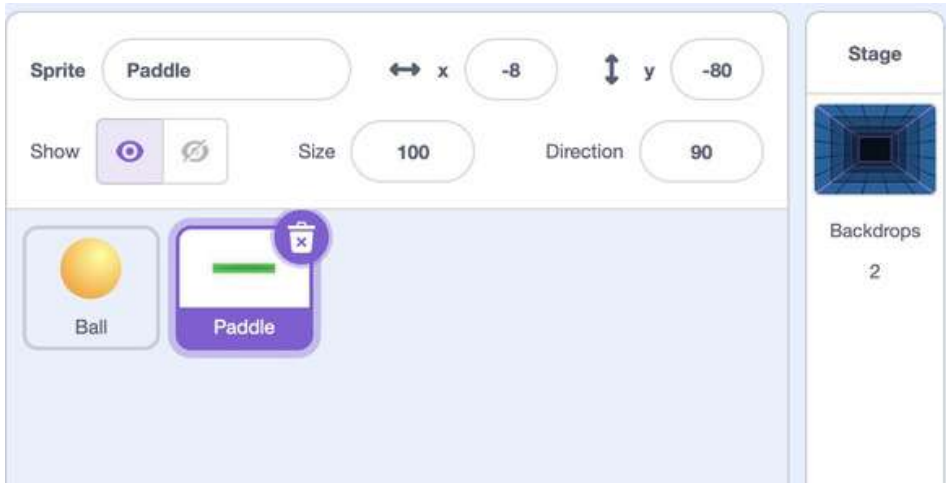 Sprite Paddle x -8 y -80
Show Size 100 Direction 90
Ball
Paddle
Stage
Backdrops
2